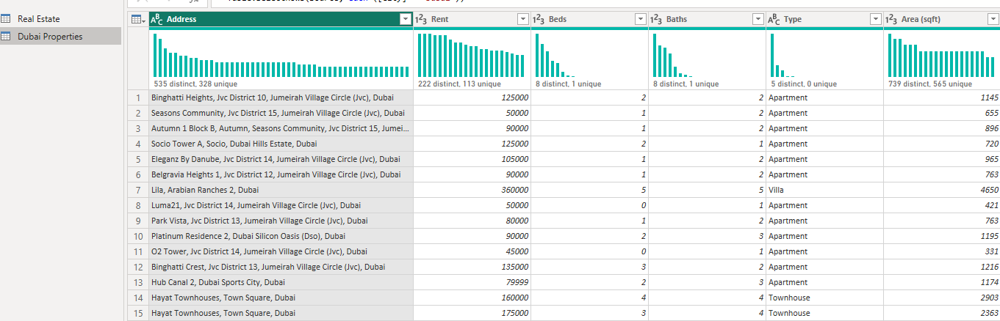 Real Estate
Dubai Properties
Address Rent Beds Baths Type Area (sqft)
535 distinct, 328 unique 222 distinct, 113 unique 8 distinct, 1 unique 8 distinct, 1 unique 5 distinct, 0 unique 739 distinct, 565 unique
1 Binghatti Heights, Jvc District 10, Jumeirah Village Circle (Jvc), Dubai 125000 2 2 Apartment 1145
2 Seasons Community, Jvc District 15, Jumeirah Village Circle (Jvc), Dubai 50000 1 2 Apartment 655
3 Autumn 1 Block B, Autumn, Seasons Community, Jvc District 15, Jumei... 90000 1 2 Apartment 896
4 Socio Tower A, Socio, Dubai Hills Estate, Dubai 125000 2 1 Apartment 720
5 Eleganz By Danube, Jvc District 14, Jumeirah Village Circle (Jvc), Dubai 105000 1 2 Apartment 965
6 Belgravia Heights 1, Jvc District 12, Jumeirah Village Circle (Jvc), Dubai 90000 1 2 Apartment 763
7 Lila, Arabian Ranches 2, Dubai 360000 5 5 Villa 4650
8 Luma21, Jvc District 14, Jumeirah Village Circle (Jvc), Dubai 50000 0 1 Apartment 421
9 Park Vista, Jvc District 13, Jumeirah Village Circle (Jvc), Dubai 80000 1 2 Apartment 763
10 Platinum Residence 2, Dubai Silicon Oasis (Dso), Dubai 90000 2 3 Apartment 1195
11 O2 Tower, Jvc District 14, Jumeirah Village Circle (Jvc), Dubai 45000 0 1 Apartment 331
12 Binghatti Crest, Jvc District 13, Jumeirah Village Circle (Jvc), Dubai 135000 3 2 Apartment 1216
13 Hub Canal 2, Dubai Sports City, Dubai 79999 2 3 Apartment 1174
14 Hayat Townhouses, Town Square, Dubai 160000 4 4 Townhouse 2903
15 Hayat Townhouses, Town Square, Dubai 175000 3 4 Townhouse 2363